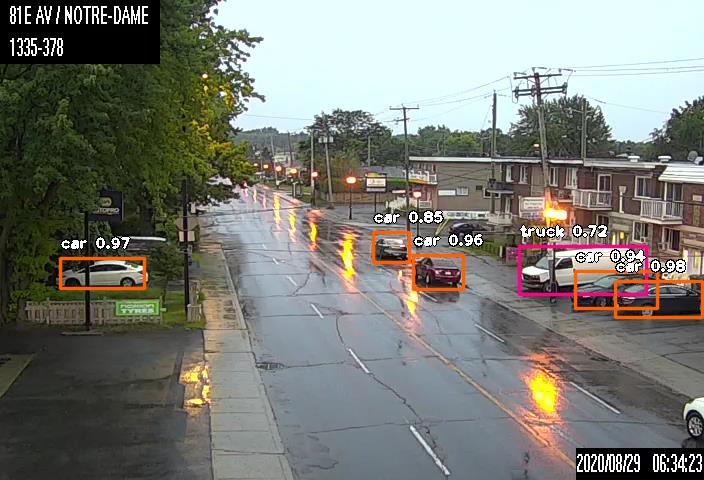 81E AV / NOTRE-DAME
1335-378
car 0.85
car 0.97
car 0.96
truck 0.72
car 0.94
car 0.98
TYRES
2020/08/29 06:34:23